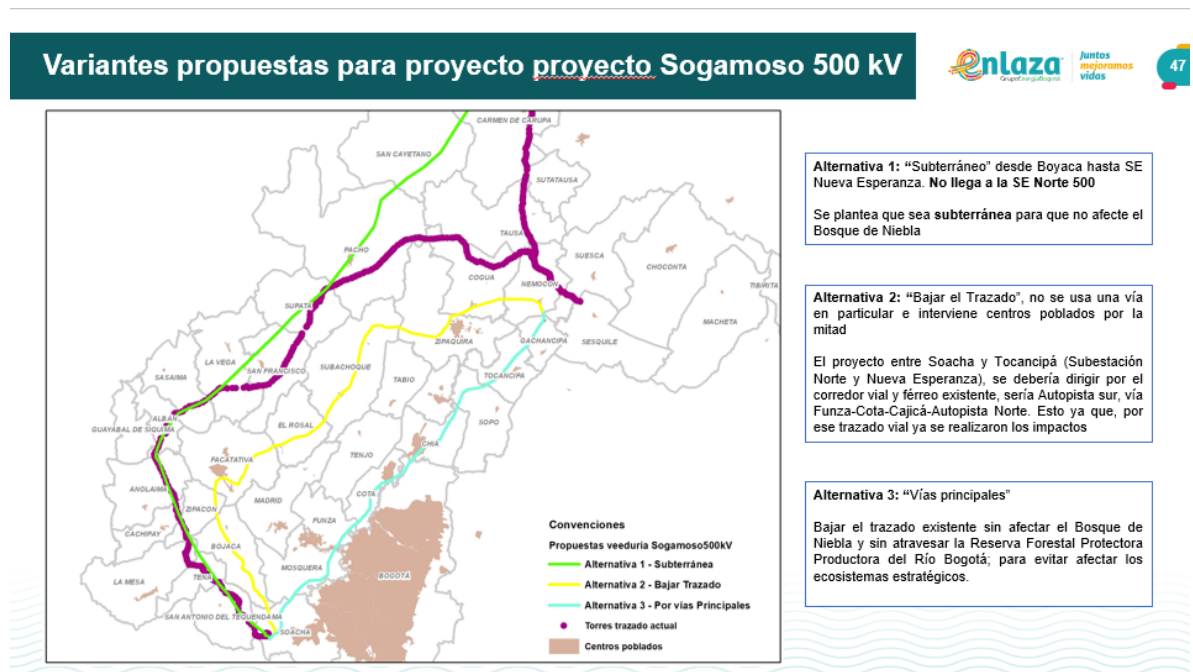 Variantes propuestas para proyecto proyecto Sogamoso 500 kV
enlaza
GrupoEnergíaBogotá
Juntos
mejoramos
vidas
47
CARMEN DE CARUPA
SAN CAYETANO
SUTATAUSA
TAUSA
PACHO
SUESCA
CHOCONTA
COGUA
NEMOCON
TIBIRITA
SUPATA
MACHETA
ZIPAQUIRA
GACHANCIPA
SESQUILE
LA VEGA
SAN FRANCISCO
SUBACHOQUE
SASAIMA
TABIO
TOCANCIPA
ALBAN
GUAYABAL DE SIQUIMA
EL ROSAL
SOPO
CHIA
FACATATIVA
TENJO
ANOLAIMA
COTA
ZIPACON
MADRID
FUNZA
CACHIPAY
BOJACA
MOSQUERA
BOGOTÁ
LA MESA
TENA
SAN ANTONIO DEL TEQUENDAMA
SOACHA
Convenciones
Propuestas veeduria Sogamoso500kV
Alternativa 1 - Subterránea
Alternativa 2 - Bajar Trazado
Alternativa 3 - Por vías Principales
Torres trazado actual
Centros poblados
Alternativa 1: “Subterráneo” desde Boyaca hasta SE
Nueva Esperanza. No llega a la SE Norte 500
Se plantea que sea subterránea para que no afecte el
Bosque de Niebla
Alternativa 2: “Bajar el Trazado”, no se usa una vía
en particular e interviene centros poblados por la
mitad
El proyecto entre Soacha y Tocancipá (Subestación
Norte y Nueva Esperanza), se debería dirigir por el
corredor vial y férreo existente, sería Autopista sur, vía
Funza-Cota-Cajicá-Autopista Norte. Esto ya que, por
ese trazado vial ya se realizaron los impactos
Alternativa 3: “Vías principales”
Bajar el trazado existente sin afectar el Bosque de
Niebla y sin atravesar la Reserva Forestal Protectora
Productora del Río Bogotá; para evitar afectar los
ecosistemas estratégicos.